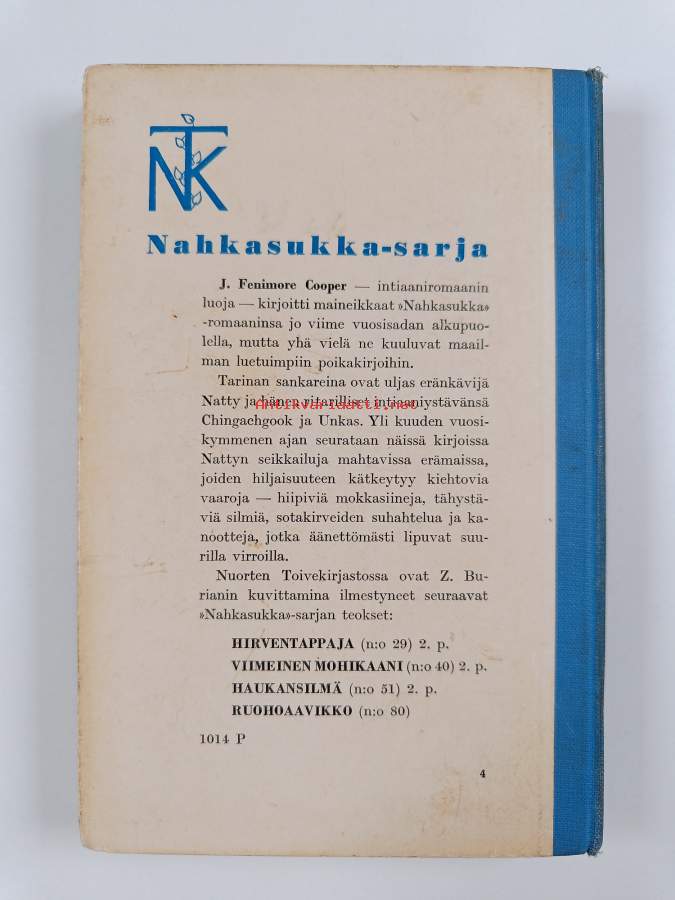 NTK
Nahkasukka-sarja
J. Fenimore Cooper — intiaaniromaanin
luoja — kirjoitti maineikkaat »Nahkasukka»
-romaaninsa jo viime vuosisadan alkupuo-
lella, mutta yhä vielä ne kuuluvat maail-
man luetuimpiin poikakirjoihin.
Tarinan sankareina ovat uljas eränkävijä
Natty ja hänen ritarilliset intiaaniystävänsä
Antikvariaatti.net
Chingachgook ja Unkas. Yli kuuden vuosi-
kymmenen ajan seurataan näissä kirjoissa
Nattyn seikkailuja mahtavissa erämaissa,
joiden hiljaisuuteen kätkeytyy kiehtovia
vaaroja — hiipiviä mokkasiineja, tähystä-
viä silmiä, sotakirveiden suhahtelua ja ka-
nootteja, jotka äänettömästi lipuvat suu-
rilla virroilla.
Nuorten Toivekirjastossa ovat Z. Bu-
rianin kuvittamina ilmestyneet seuraavat
»Nahkasukka»-sarjan teokset:
HIRVENTAPPAJA (n:o 29) 2. p.
VIIMEINEN MOHIKAANI (n:o 40) 2. p.
HAUKANSILMÄ (n:o 51) 2. p.
RUOHOAAVIKKO (n:o 80)
1014 P
4